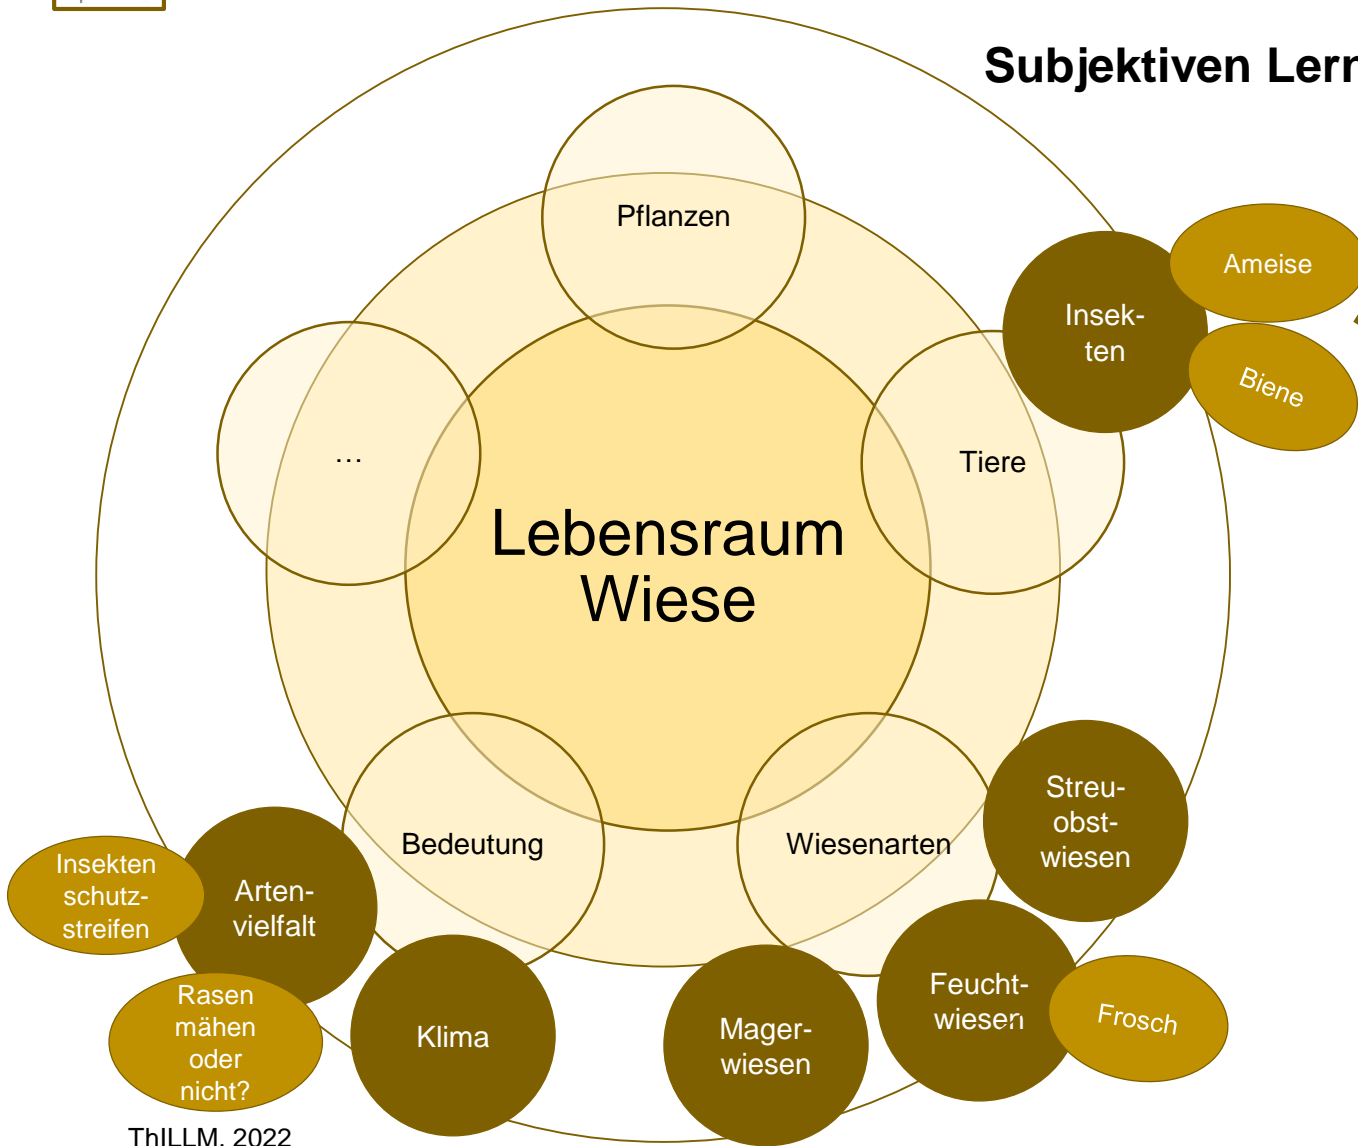 Subjektiven Lern
Pflanzen
Ameise
Insek-
ten
Biene
…
Tiere
Lebensraum
Wiese
Streu-
obst-
wiesen
Bedeutung
Wiesenarten
Insekten
schutz-
streifen
Arten-
vielfalt
Feucht-
wiesen
Frosch
Rasen
mähen
oder
nicht?
Klima
Mager-
wiesen
ThILLM, 2022